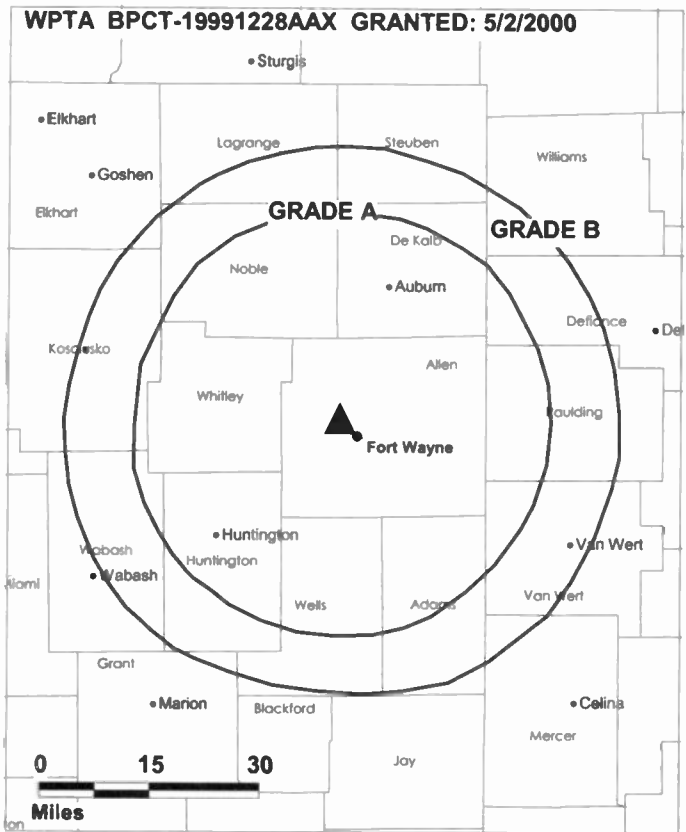 WPTA BPCT-19991228AAX GRANTED: 5/2/2000
Sturgis
Elkhart
Lagrange
Steuben
Williams
Goshen
Elkhart
GRADE A
GRADE B
De Kalb
Noble
Auburn
Defiance
Def
Kosciusko
Allen
Whitley
Paulding
Fort Wayne
Huntington
Van Wert
Wabash
Huntington
Wabash
Miami
Van Wert
Wells
Adams
Grant
Marion
Blackford
Celina
Mercer
Jay
0 15 30
Miles